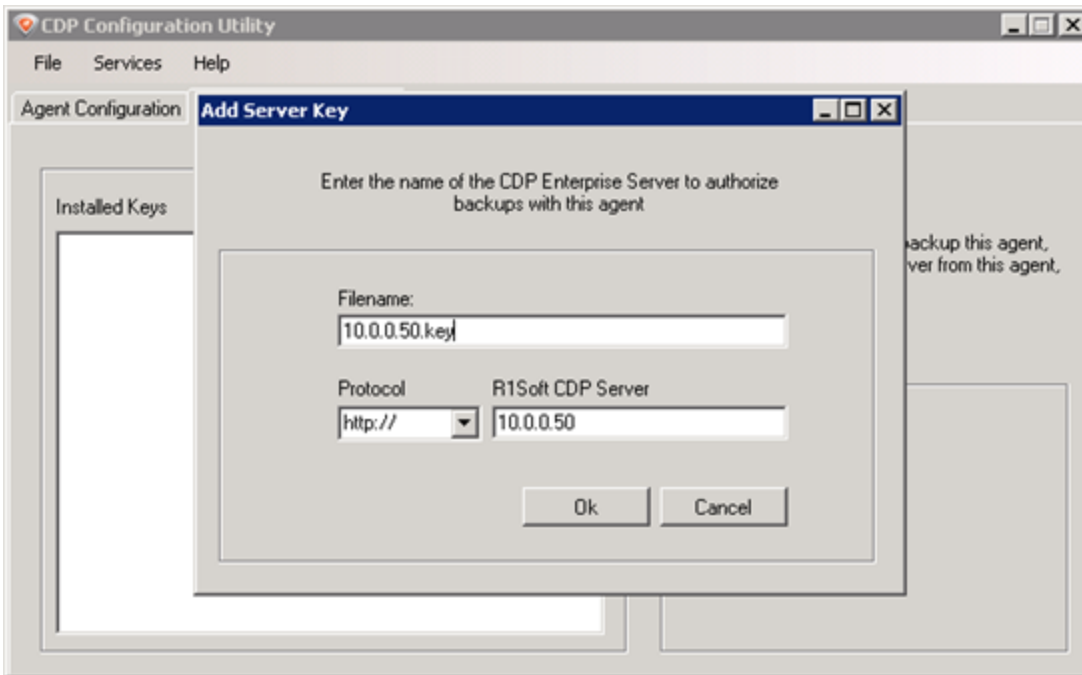 CDP Configuration Utility
File Services Help
Agent Configuration
Add Server Key
Enter the name of the CDP Enterprise Server to authorize
backups with this agent
Installed Keys
backup this agent,
ver from this agent,
Filename:
10.0.0.50.key
Protocol R1Soft CDP Server
http:// 10.0.0.50
Ok Cancel